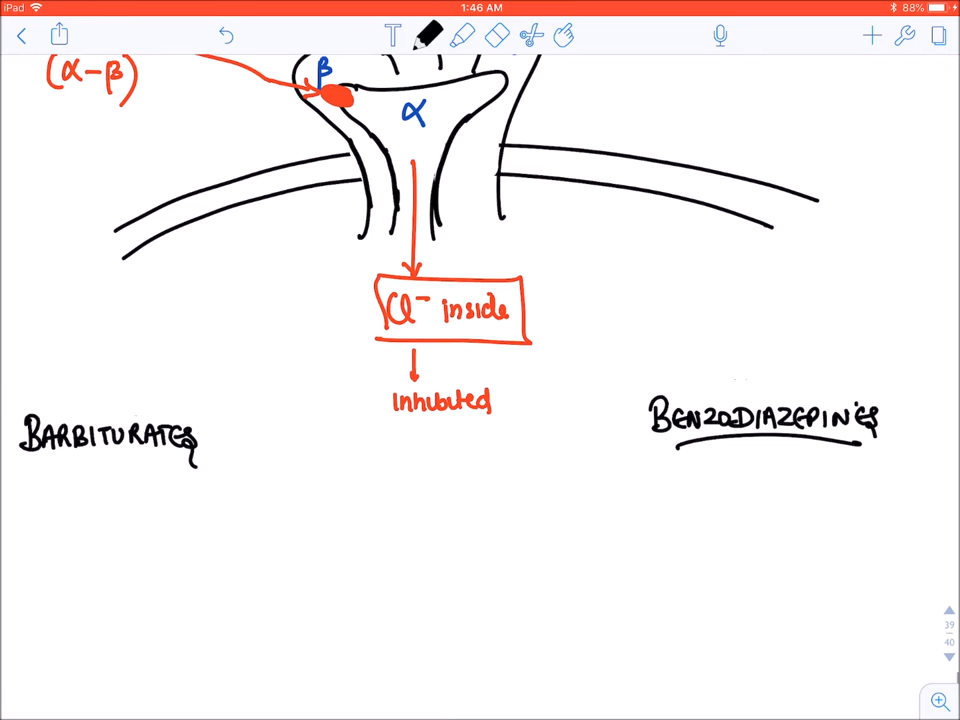 iPad 1:46 AM 88%
T
(α-β)
β
α
Cl⁻ inside
Inhibited
BARBITURATES
BENZODIAZEPINES
39
40